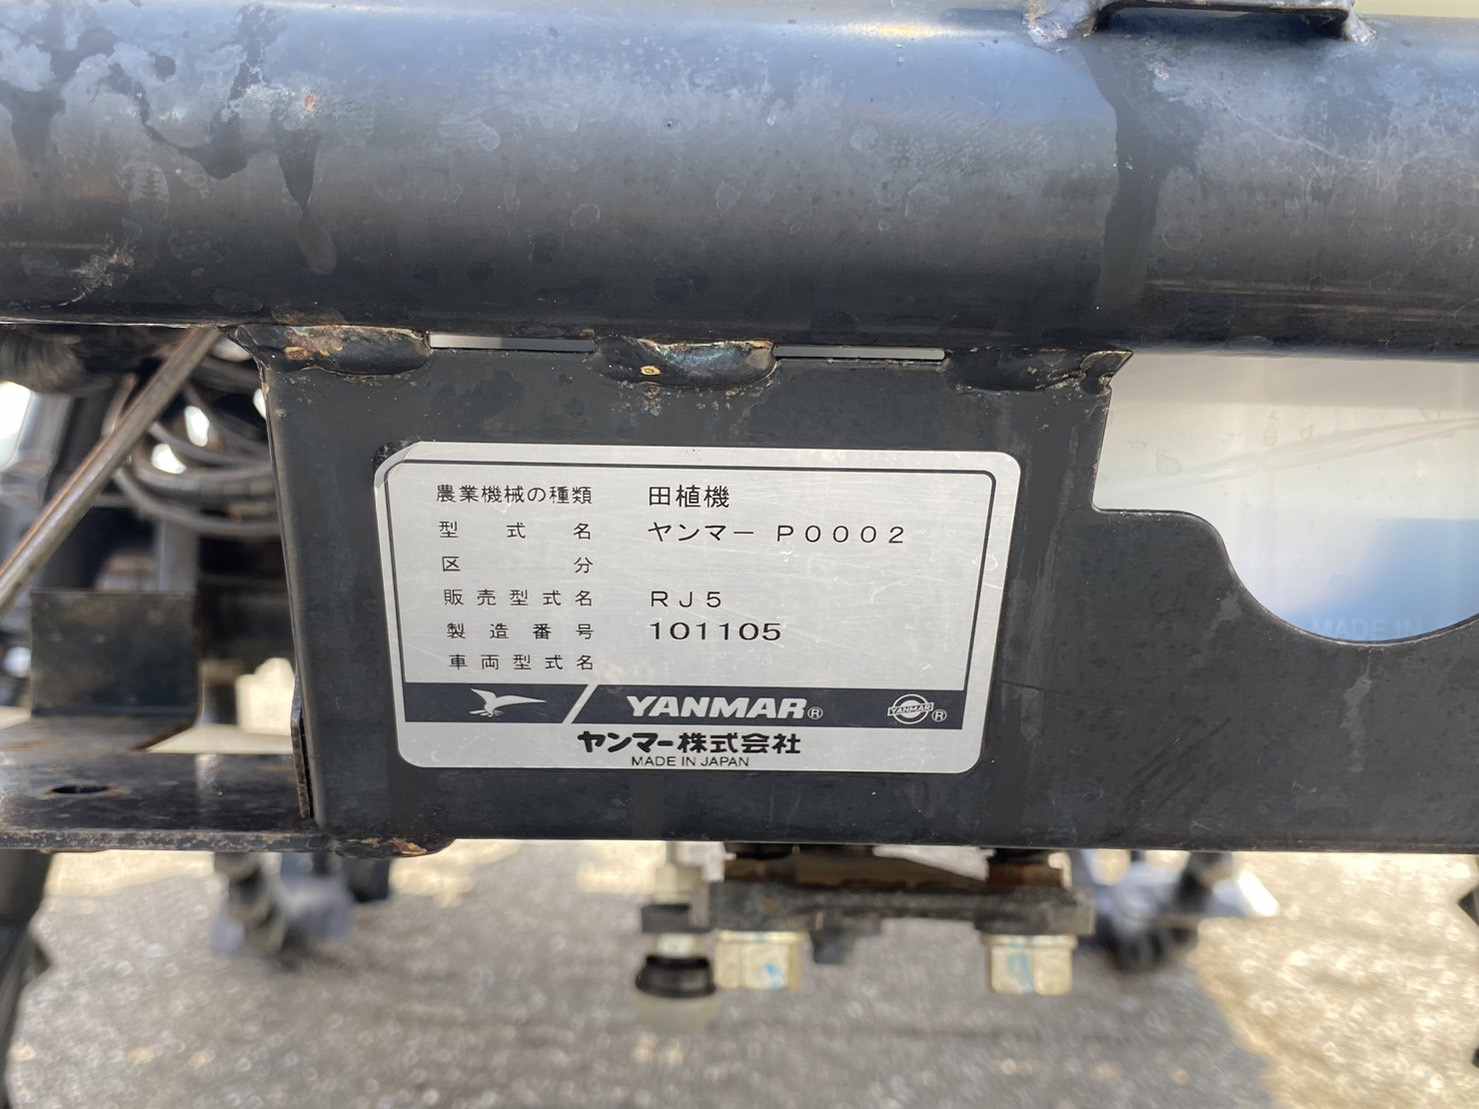 農業機械の種類 田植機
型式名 ヤンマー P0002
区分
販売型式名 RJ5
製造番号 101105
車両型式名
YANMAR® YANMAR®
ヤンマー株式会社
MADE IN JAPAN